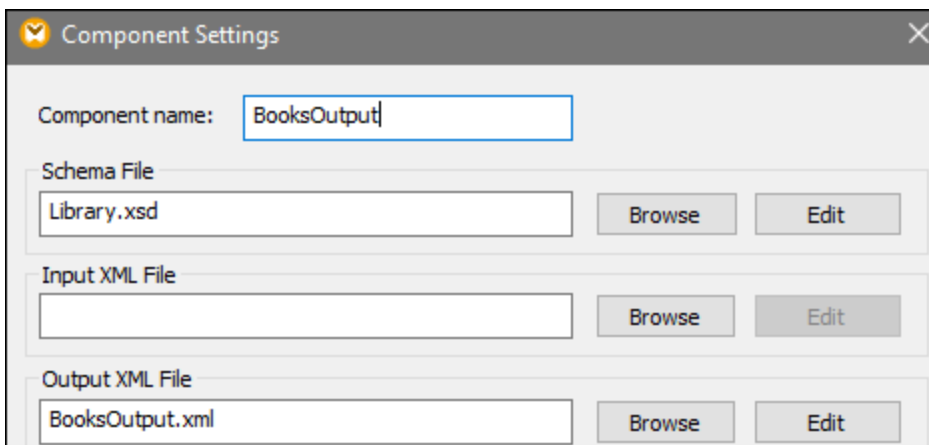 Component Settings
Component name: BooksOutput
Schema File
Library.xsd Browse Edit
Input XML File
Browse Edit
Output XML File
BooksOutput.xml Browse Edit